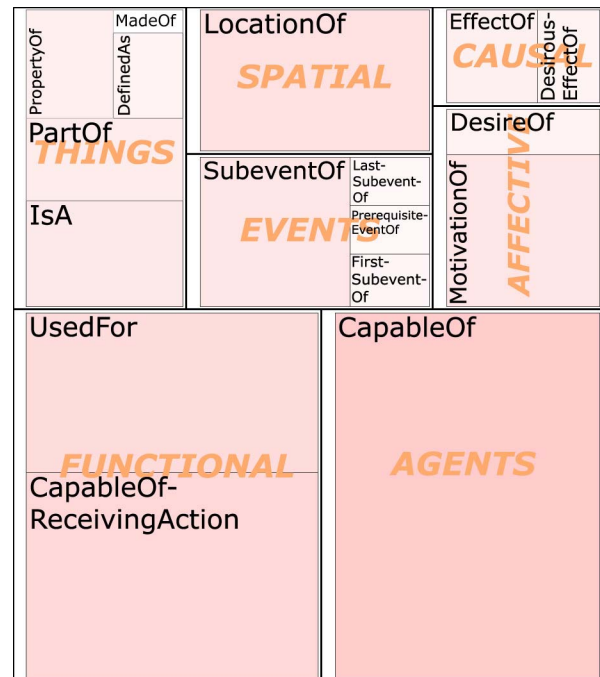 MadeOf
PropertyOf
DefinedAs
PartOf
THINGS
IsA
LocationOf
SPATIAL
EffectOf
Desirous-
EffectOf
CAUSAL
SubeventOf
EVENTS
Last-
Subevent-
Of
Prerequisite-
EventOf
First-
Subevent-
Of
DesireOf
MotivationOf
AFFECTIVE
UsedFor
FUNCTIONAL
CapableOf-
ReceivingAction
CapableOf
AGENTS